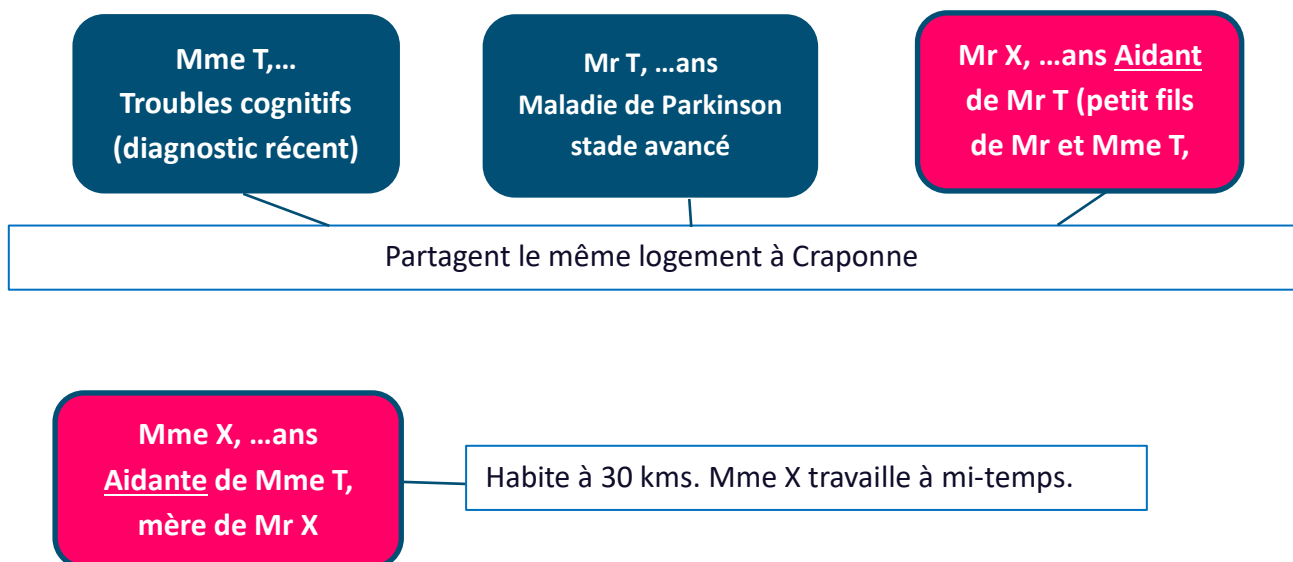 Mme T,...
Troubles cognitifs
(diagnostic récent)
Mr T, ...ans
Maladie de Parkinson
stade avancé
Mr X, ...ans Aidant
de Mr T (petit fils
de Mr et Mme T,
Partagent le même logement à Craponne
Mme X, ...ans
Aidante de Mme T,
mère de Mr X
Habite à 30 kms. Mme X travaille à mi-temps.